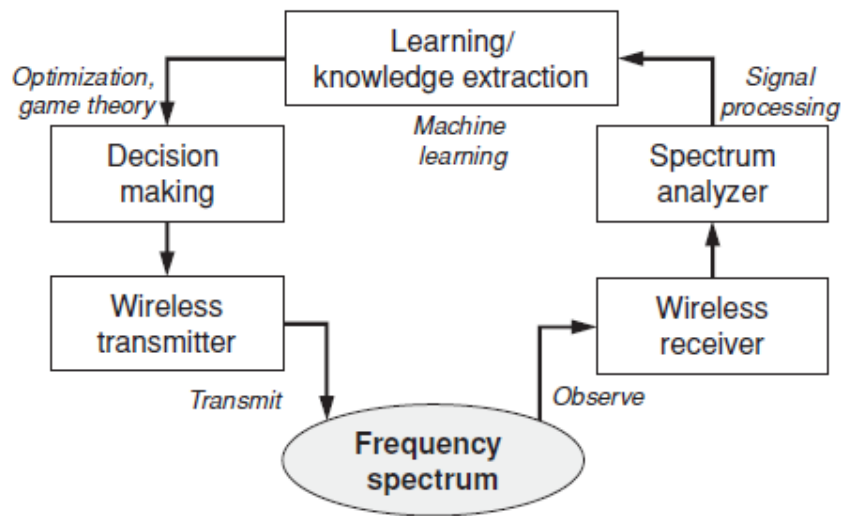 Learning/
knowledge extraction
Optimization,
game theory
Machine
learning
Signal
processing
Decision
making
Spectrum
analyzer
Wireless
transmitter
Wireless
receiver
Transmit
Observe
Frequency
spectrum